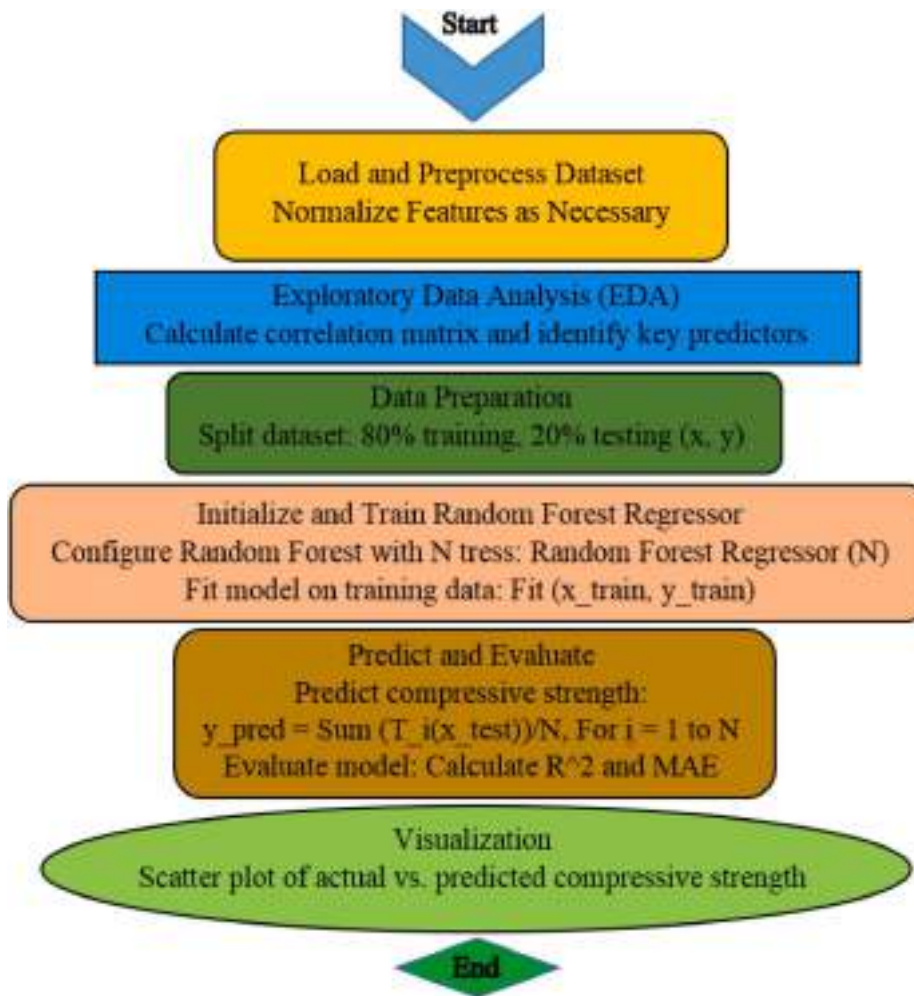 Start
Load and Preprocess Dataset
Normalize Features as Necessary
Exploratory Data Analysis (EDA)
Calculate correlation matrix and identify key predictors
Data Preparation
Split dataset: 80% training, 20% testing (x, y)
Initialize and Train Random Forest Regressor
Configure Random Forest with N tress: Random Forest Regressor (N)
Fit model on training data: Fit (x_train, y_train)
Predict and Evaluate
Predict compressive strength:
y_pred = Sum (T_i(x_test))/N, For i = 1 to N
Evaluate model: Calculate R^2 and MAE
Visualization
Scatter plot of actual vs. predicted compressive strength
End